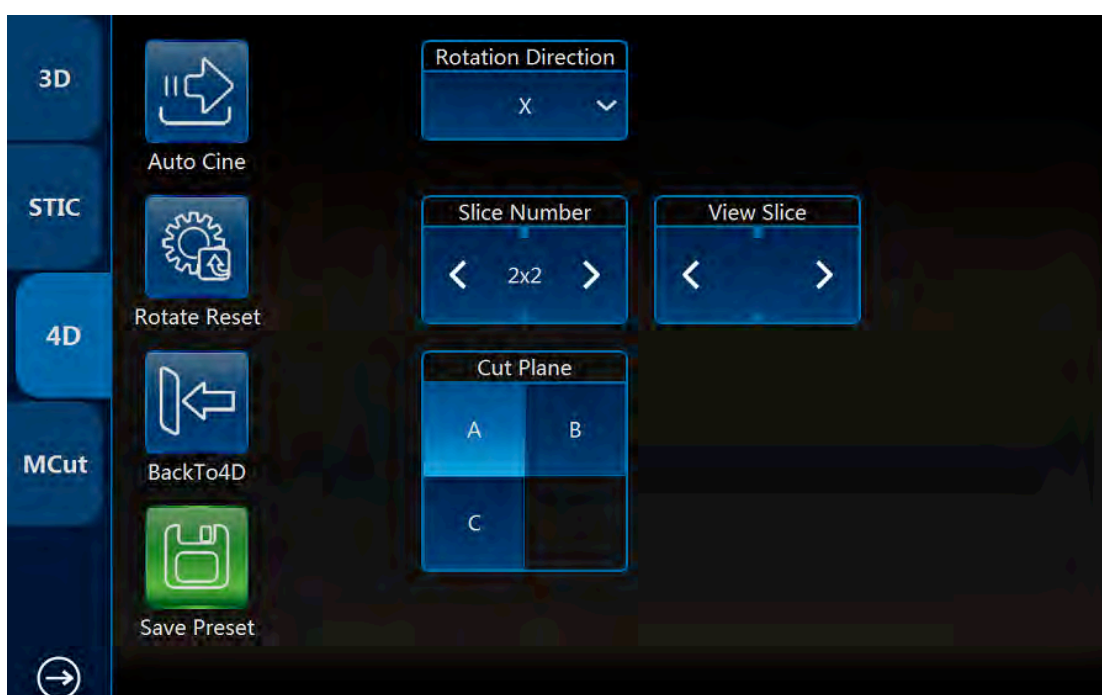 3D
STIC
4D
MCut
Auto Cine
Rotate Reset
BackTo4D
Save Preset
Rotation Direction
X
Slice Number
2x2
View Slice
Cut Plane
A
B
C